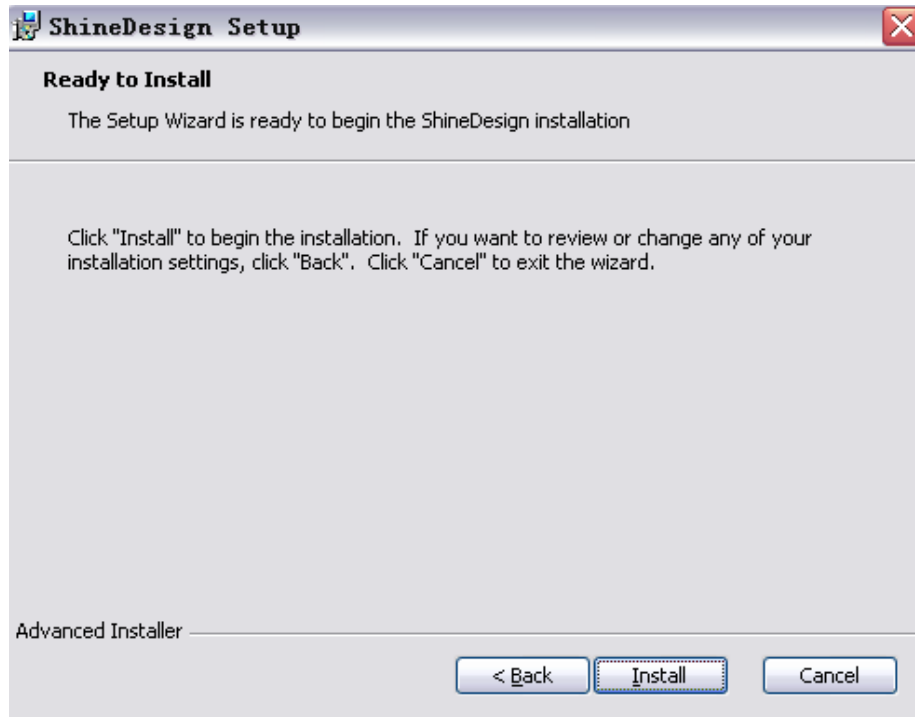 ShineDesign Setup
Ready to Install
The Setup Wizard is ready to begin the ShineDesign installation
Click "Install" to begin the installation.  If you want to review or change any of your
installation settings, click "Back".  Click "Cancel" to exit the wizard.
Advanced Installer
< Back
Install
Cancel